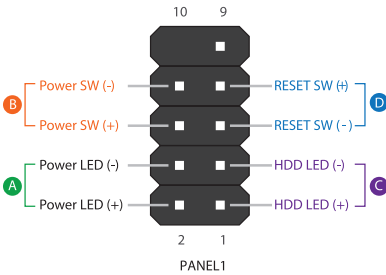 10 9
Power SW (-) RESET SW (+)
B D
Power SW (+) RESET SW (-)
Power LED (-) HDD LED (-)
A C
Power LED (+) HDD LED (+)
2 1
PANEL1